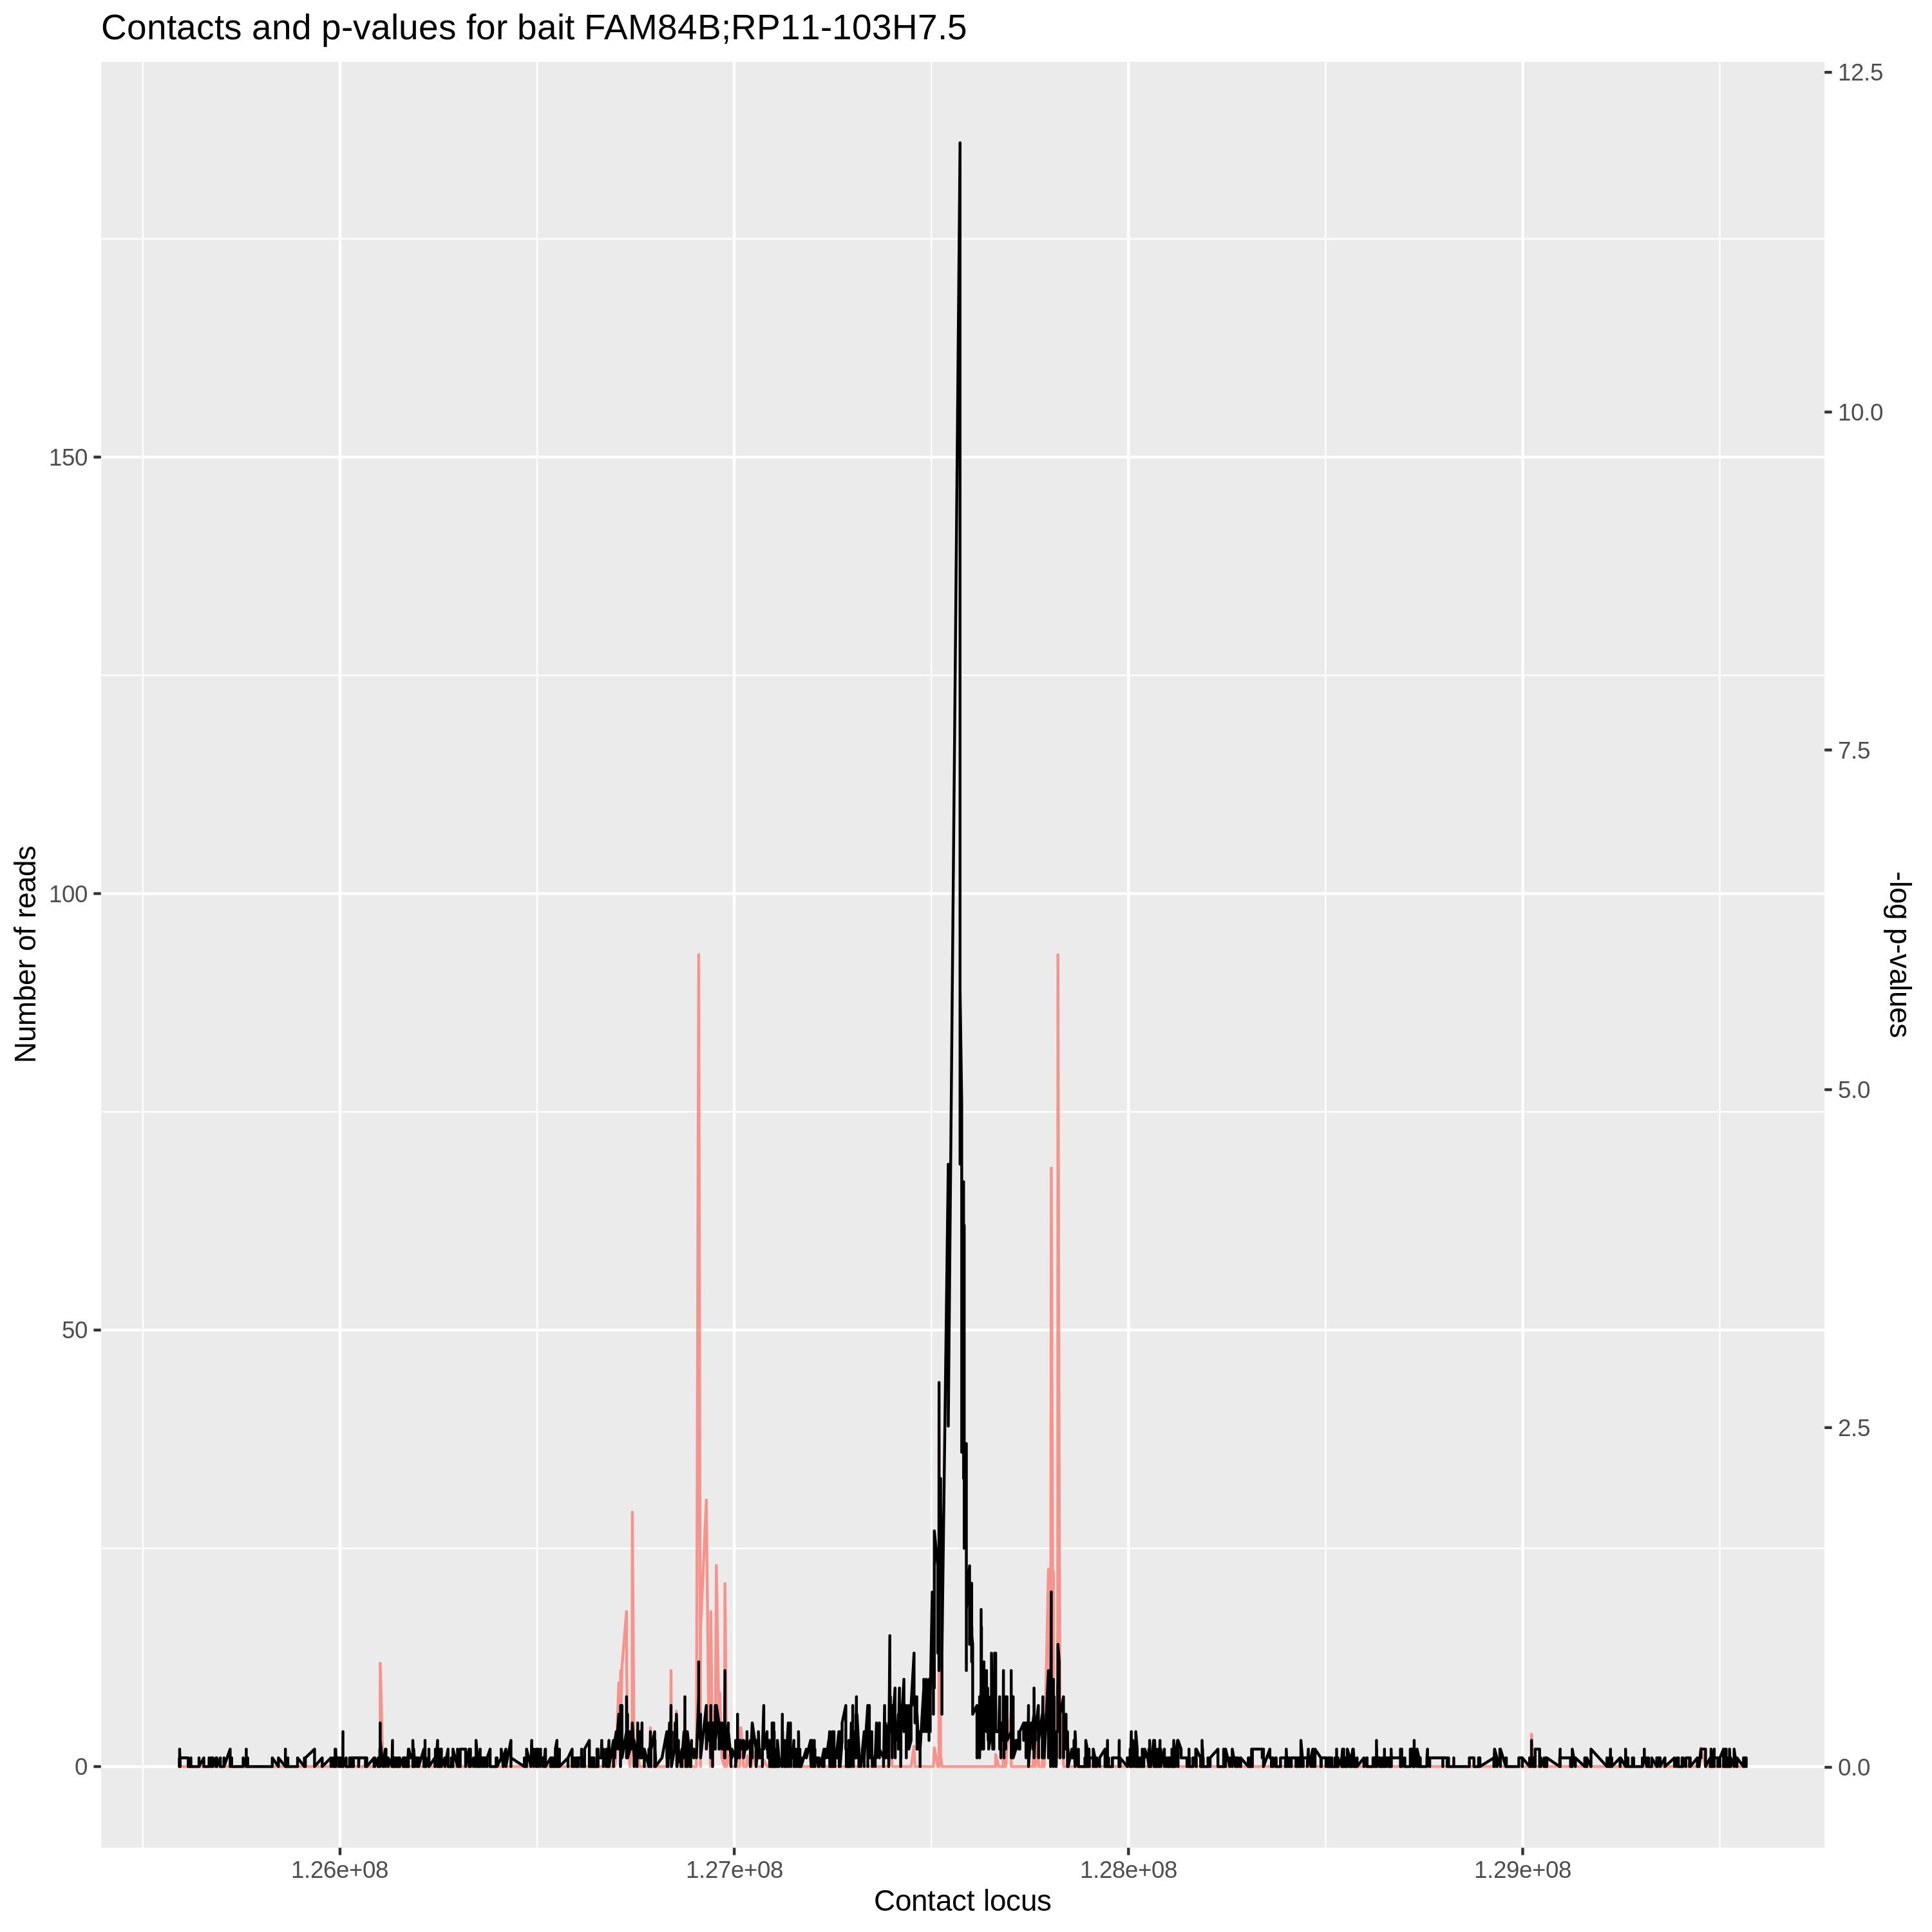 Contacts and p-values for bait FAM84B;RP11-103H7.5
12.5
10.0
150
7.5
100
Number of reads
-log p-values
5.0
50
2.5
0
0.0
1.26e+08 1.27e+08 1.28e+08 1.29e+08
Contact locus